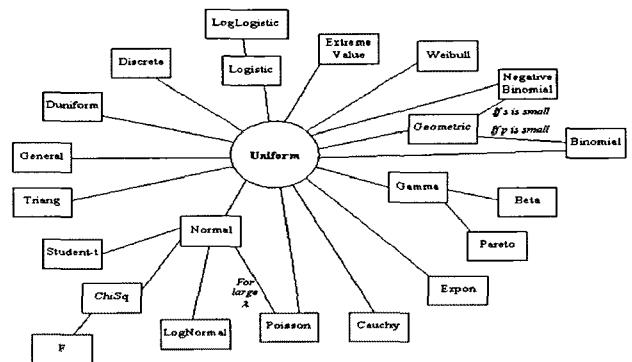 LogLogistic
Extreme
Value
Weibull
Discrete
Logistic
Negative
Binomial
Duniform
If s is small
Geometric
If p is small
Binomial
General
Uniform
Gamma
Triang
Beta
Normal
Pareto
Student-t
For
large
λ
Expon
ChiSq
LogNormal
Poisson
Cauchy
F